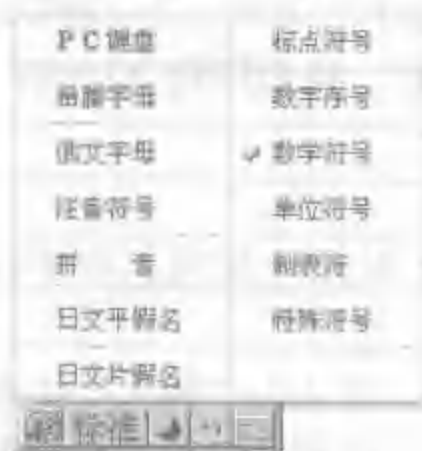 PC键盘 标点符号
希腊字母 数字序号
俄文字母 ✓ 数学符号
注音符号 单位符号
拼 音 制表符
日文平假名 特殊符号
日文片假名
标准